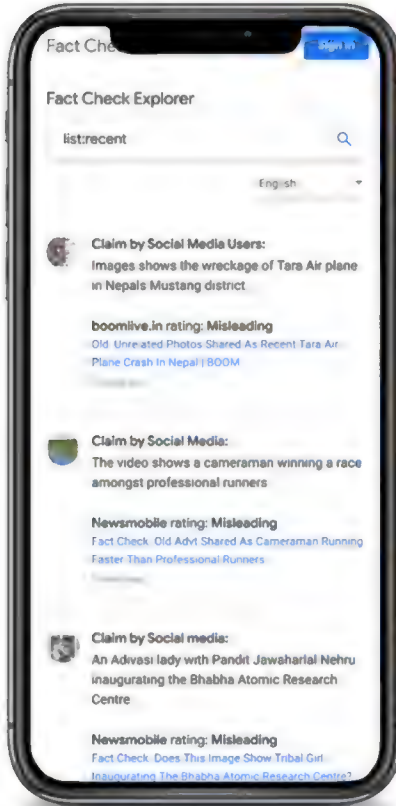 Fact Che
Sign in
Fact Check Explorer
list:recent
English
Claim by Social Media Users:
Images shows the wreckage of Tara Air plane
in Nepals Mustang district
boomlive.in rating: Misleading
Old Unrelated Photos Shared As Recent Tara Air
Plane Crash In Nepal | BOOM
Claim by Social Media:
The video shows a cameraman winning a race
amongst professional runners
Newsmobile rating: Misleading
Fact Check: Old Advt Shared As Cameraman Running
Faster Than Professional Runners
Claim by Social media:
An Adivasi lady with Pandit Jawaharlal Nehru
inaugurating the Bhabha Atomic Research
Centre
Newsmobile rating: Misleading
Fact Check: Does This Image Show Tribal Girl
Inaugurating The Bhabha Atomic Research Centre?